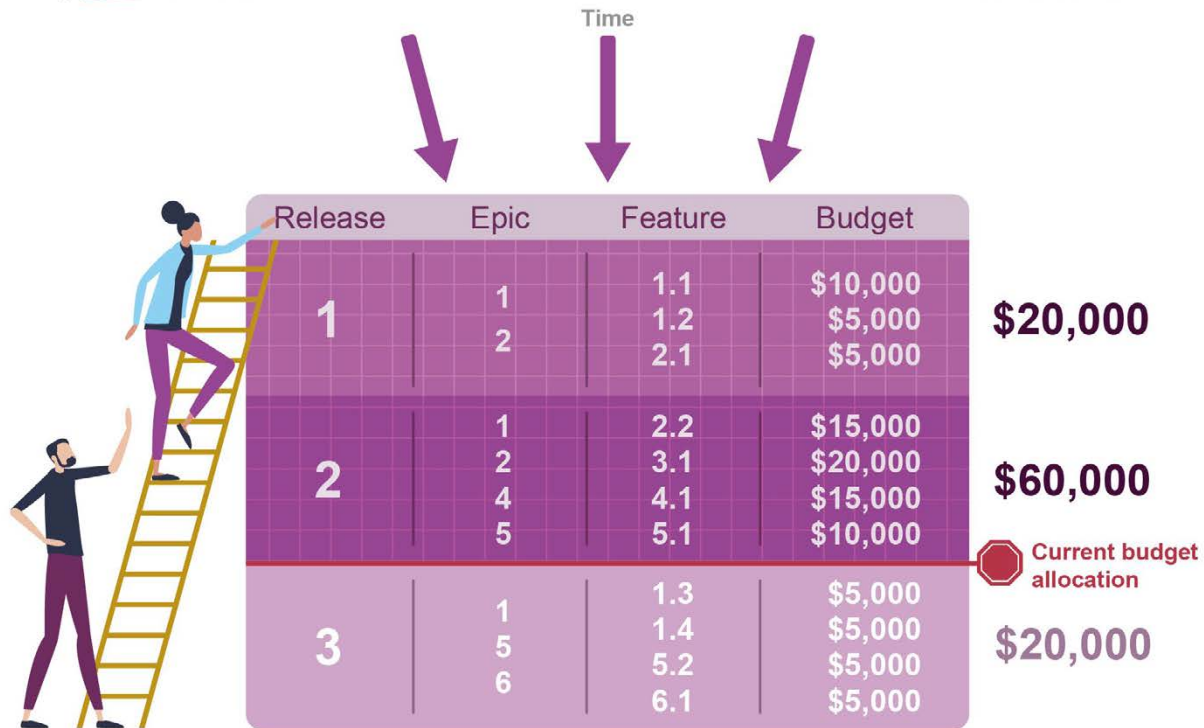 Time
Release Epic Feature Budget
1
1
2
1.1 $10,000
1.2 $5,000
2.1 $5,000
$20,000
2
1 2.2 $15,000
2 3.1 $20,000
4 4.1 $15,000
5 5.1 $10,000
$60,000
Current budget
allocation
3
1
5
6
1.3 $5,000
1.4 $5,000
5.2 $5,000
6.1 $5,000
$20,000